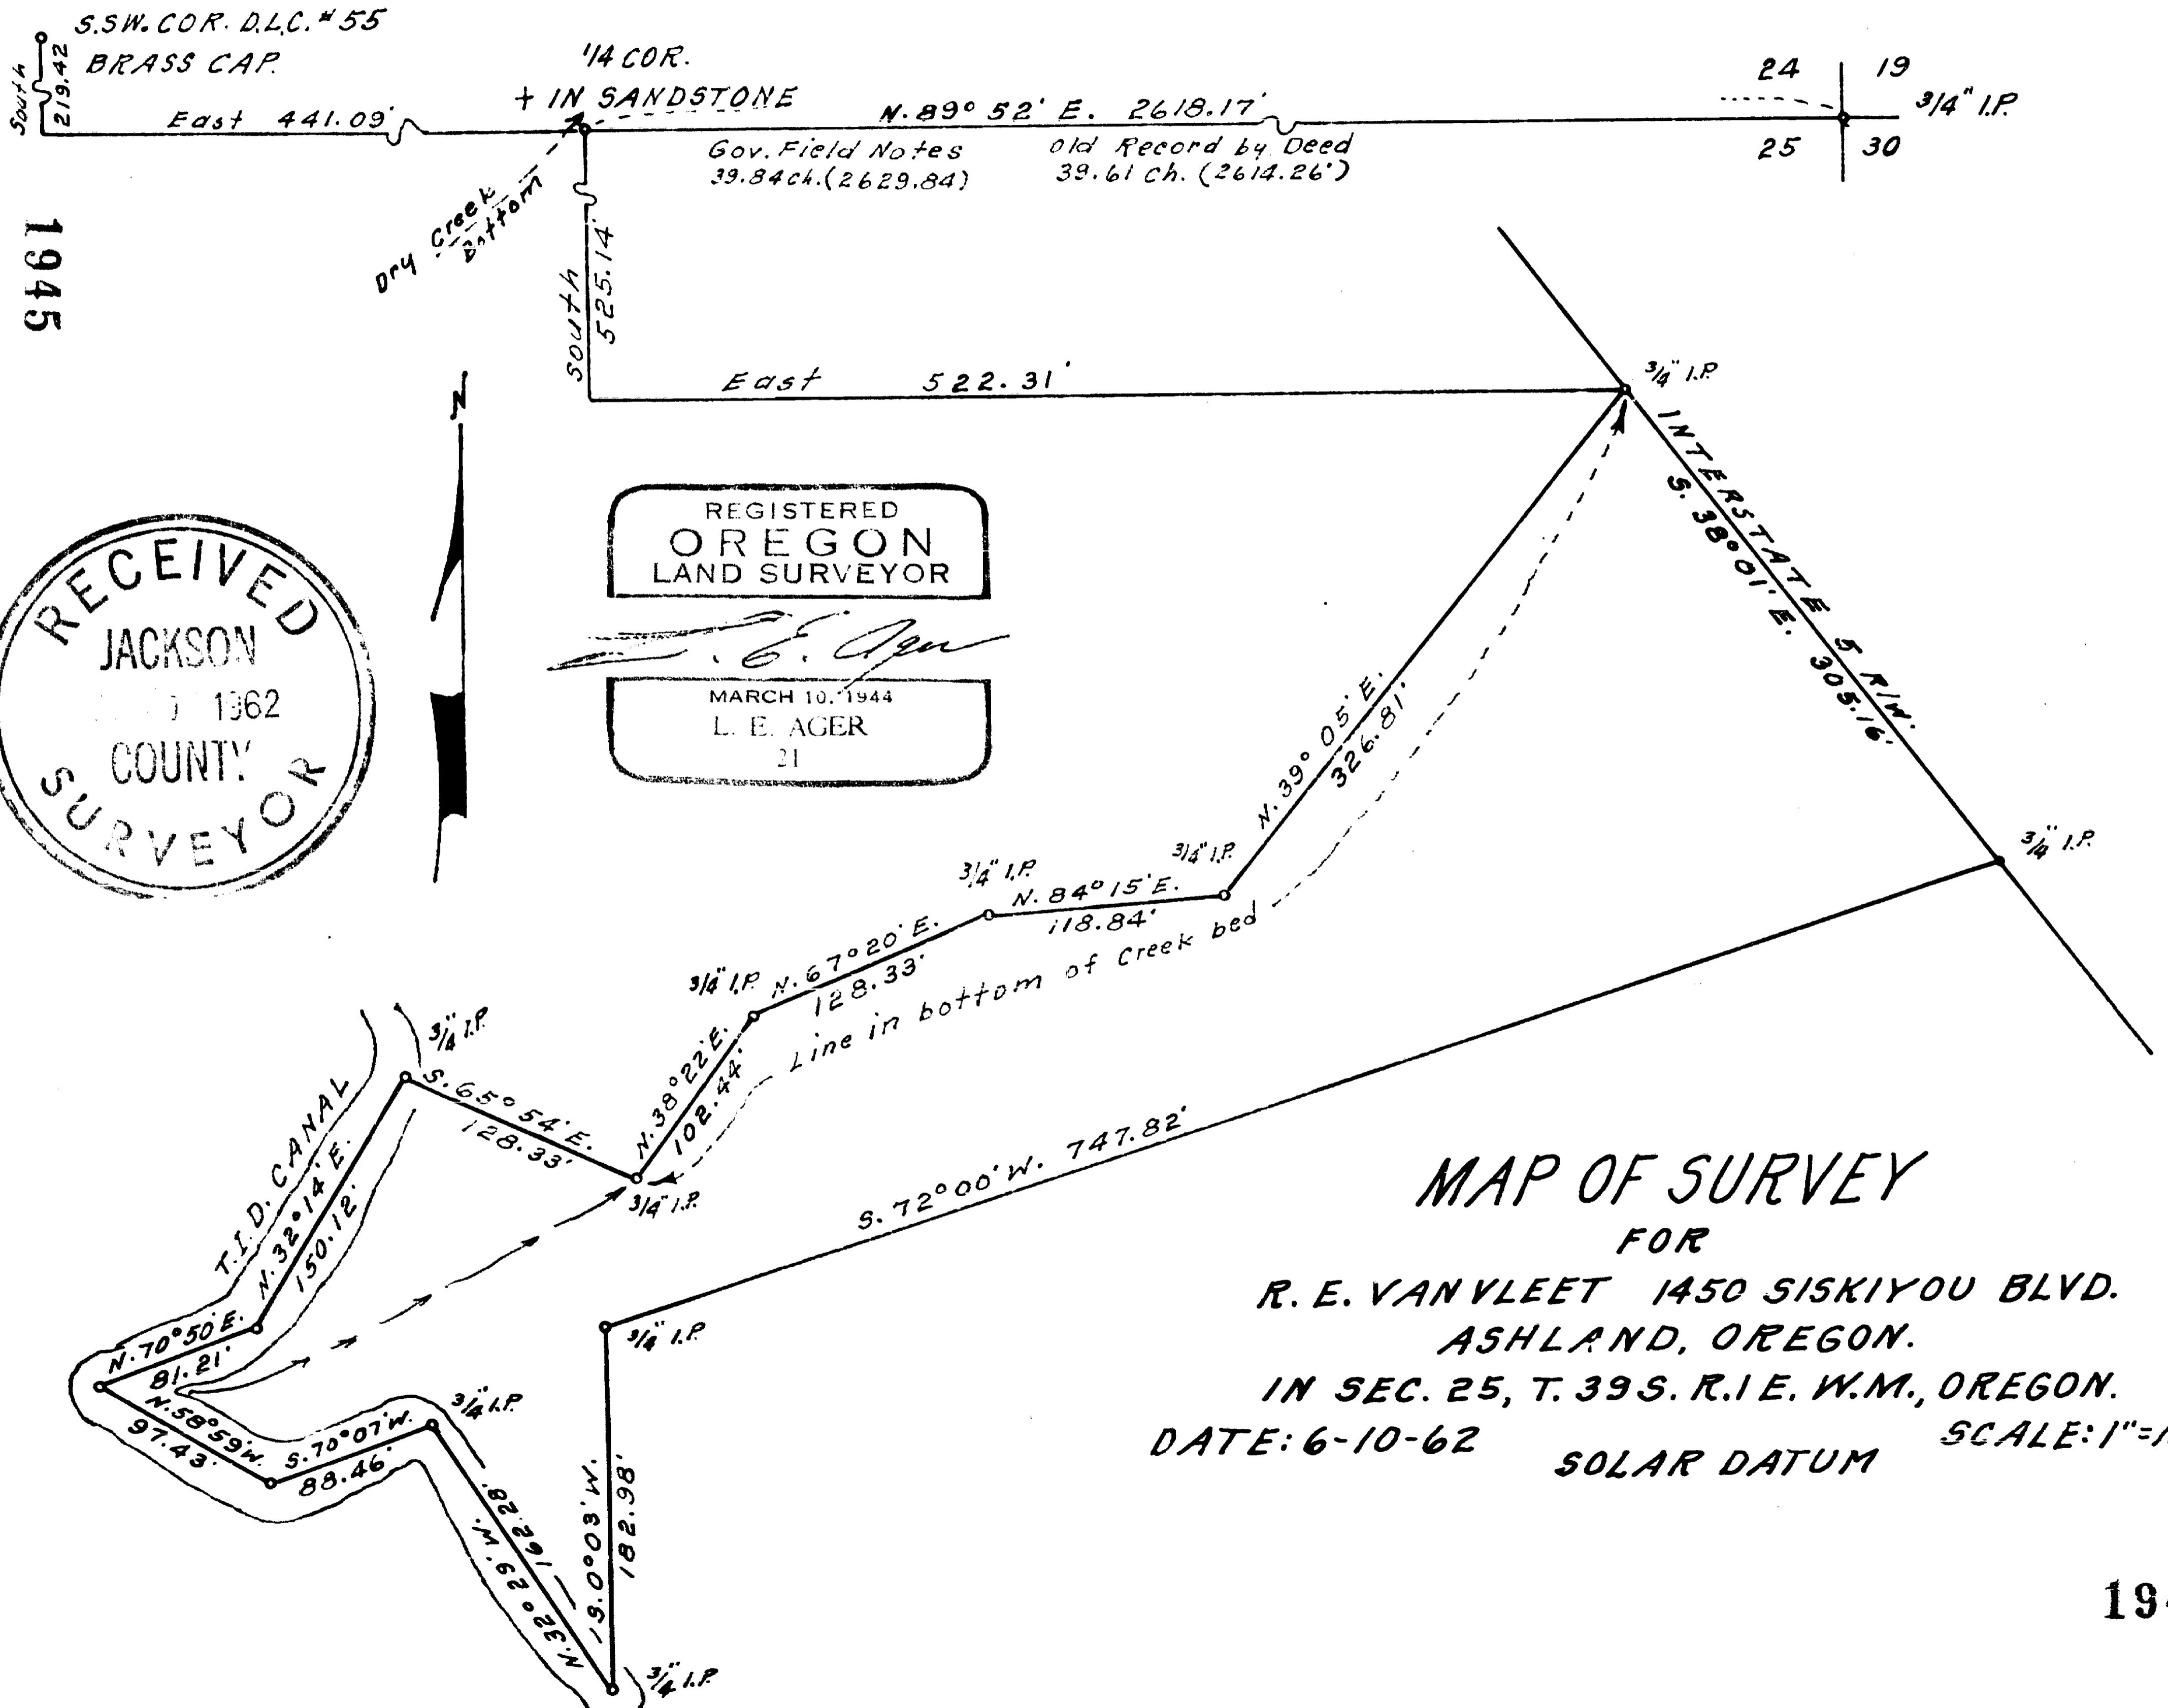 S.SW. COR. D.L.C. #55
BRASS CAP.
South
219.42
East 441.09'
1/4 COR.
+ IN SANDSTONE
N. 89° 52' E. 2618.17'
Gov. Field Notes
39.84 ch. (2629.84)
old Record by Deed
39.61 ch. (2614.26')
24 19
25 30
3/4" I.P.
Dry Creek
Bottom
1945
South
525.14'
East 522.31'
3/4" I.P.
N
INTERSTATE 5 R/W.
S. 38° 01' E. 305.16'
3/4" I.P.
RECEIVED
JACKSON
1962
COUNTY
SURVEYOR
REGISTERED
OREGON
LAND SURVEYOR
L. E. Ager
MARCH 10, 1944
L. E. AGER
21
N. 39° 05' E.
326.81'
3/4" I.P.
3/4" I.P.
N. 84° 15' E.
118.84'
3/4" I.P.
N. 67° 20' E.
128.33'
Line in bottom of Creek bed
N. 38° 22' E.
102.44'
3/4" I.P.
3/4" I.P.
S. 65° 54' E.
128.33'
T.I.D. CANAL
N. 32° 14' E.
150.12'
N. 70° 50' E.
81.21'
N. 58° 59' W.
97.43'
S. 70° 07' W.
88.46'
3/4" I.P.
N. 32° 29' W.
162.28'
S. 0° 03' W.
182.98'
3/4" I.P.
3/4" I.P.
S. 72° 00' W. 747.82'
MAP OF SURVEY
FOR
R. E. VAN VLEET 1450 SISKIYOU BLVD.
ASHLAND, OREGON.
IN SEC. 25, T. 39 S. R. 1 E. W.M., OREGON.
DATE: 6-10-62 SCALE: 1"=1
SOLAR DATUM
19